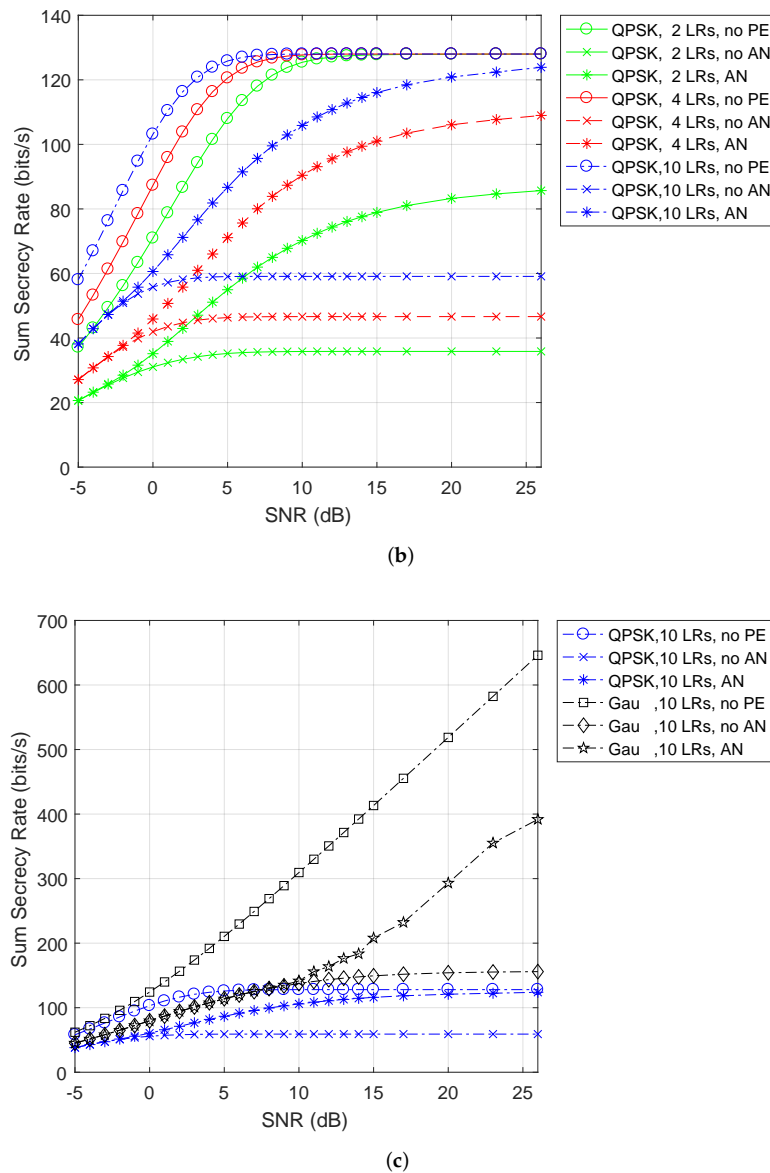 140
120
100
80
60
40
20
0
Sum Secrecy Rate (bits/s)
-5 0 5 10 15 20 25
SNR (dB)
QPSK, 2 LRs, no PE
QPSK, 2 LRs, no AN
QPSK, 2 LRs, AN
QPSK, 4 LRs, no PE
QPSK, 4 LRs, no AN
QPSK, 4 LRs, AN
QPSK,10 LRs, no PE
QPSK,10 LRs, no AN
QPSK,10 LRs, AN
(b)
700
600
500
400
300
200
100
0
Sum Secrecy Rate (bits/s)
-5 0 5 10 15 20 25
SNR (dB)
QPSK,10 LRs, no PE
QPSK,10 LRs, no AN
QPSK,10 LRs, AN
Gau ,10 LRs, no PE
Gau ,10 LRs, no AN
Gau ,10 LRs, AN
(c)